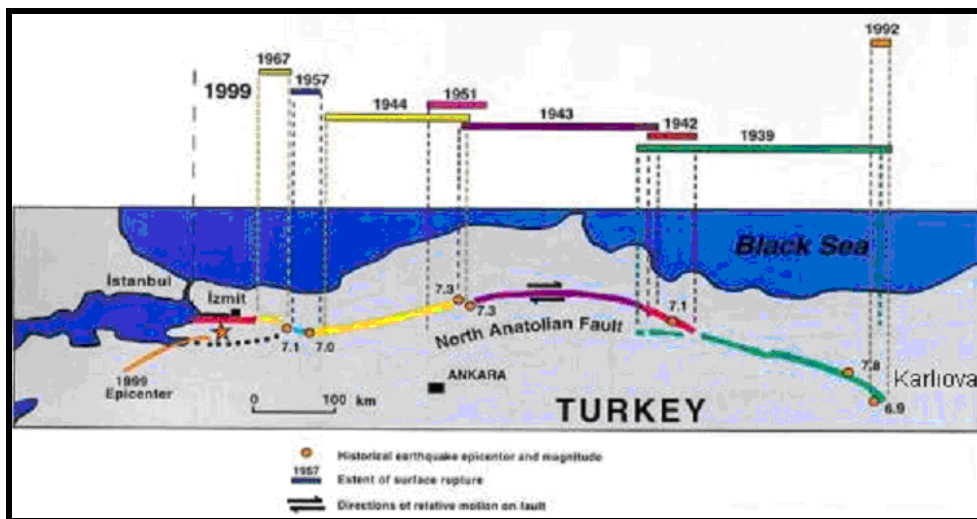 1992
1967
1957
1999
1951
1944
1943
1942
1939
Black Sea
İstanbul
İzmit
7.3
7.3
7.1
North Anatolian Fault
7.1
7.0
7.8
Karlıova
6.9
1999
Epicenter
ANKARA
0 100 km
TURKEY
Historical earthquake epicenter and magnitude
1957
Extent of surface rupture
Directions of relative motion on fault